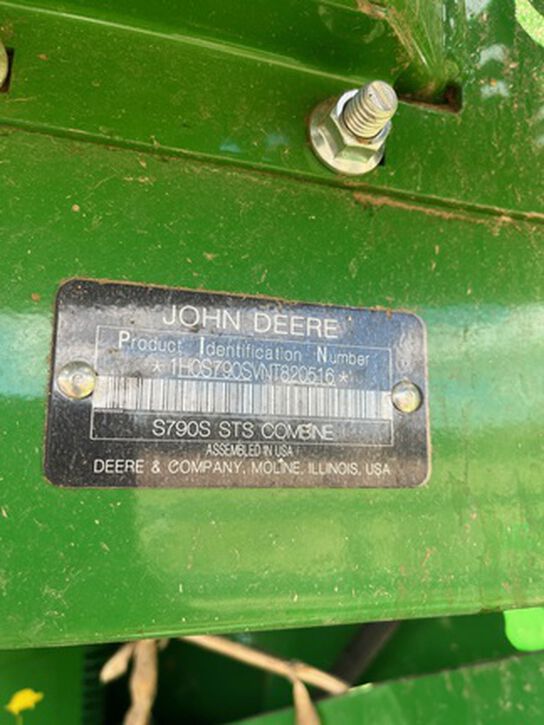 JOHN DEERE
Product Identification Number
*1H0S790SVNT820516*
S790S STS COMBINE
ASSEMBLED IN USA
DEERE & COMPANY, MOLINE, ILLINOIS, USA